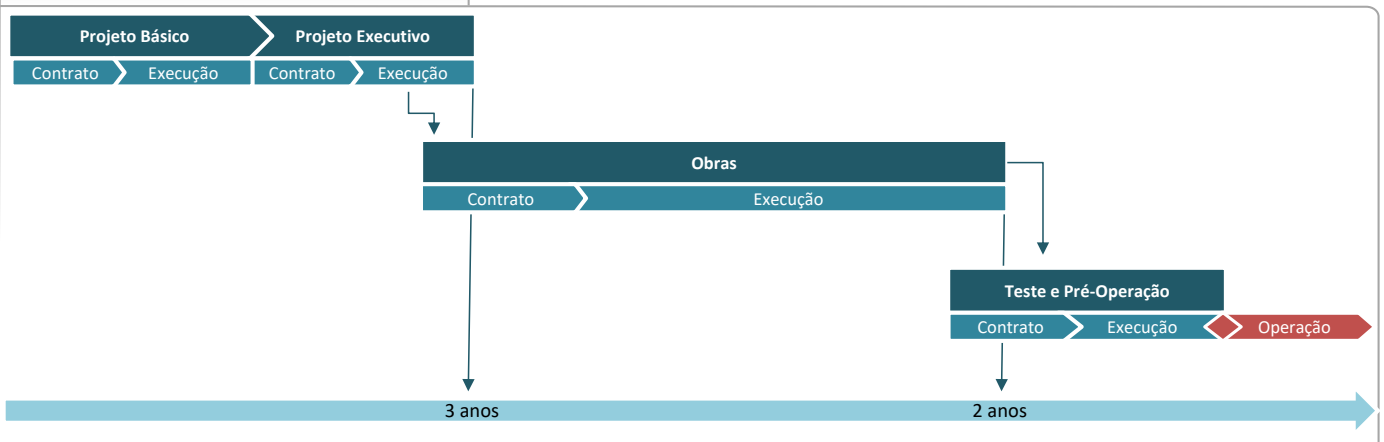 Projeto Básico
Projeto Executivo
Contrato
Execução
Contrato
Execução
Obras
Contrato
Execução
Teste e Pré-Operação
Contrato
Execução
Operação
3 anos
2 anos